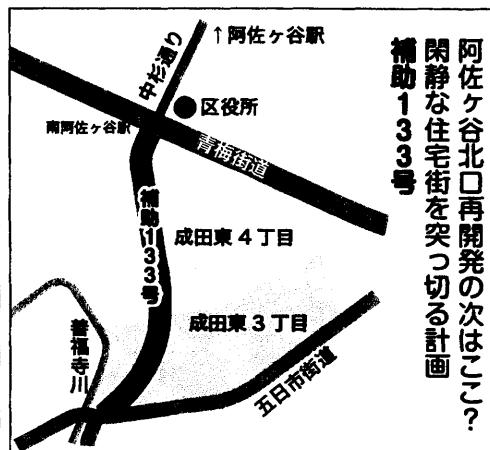 阿佐ヶ谷北口再開発の次はここ?
閑静な住宅街を突っ切る計画
補助133号
↑阿佐ケ谷駅
中杉通り
区役所
南阿佐ケ谷駅
青梅街道
補助133号
成田東4丁目
成田東3丁目
善福寺川
五日市街道